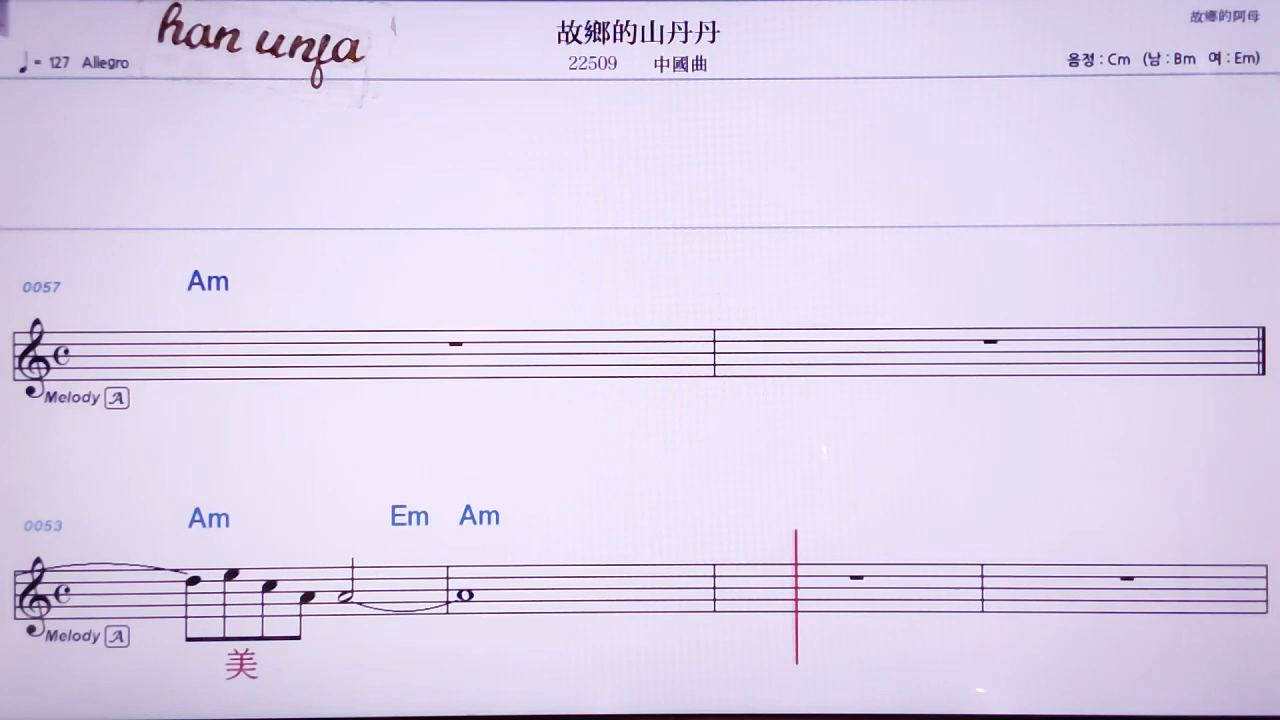 han unfa
故鄉的山丹丹
故鄉的阿母
♩ = 127 Allegro
22509 中國曲
음정 : Cm (남 : Bm 여 : Em)
0057 Am
Melody A
0053 Am Em Am
Melody A
美